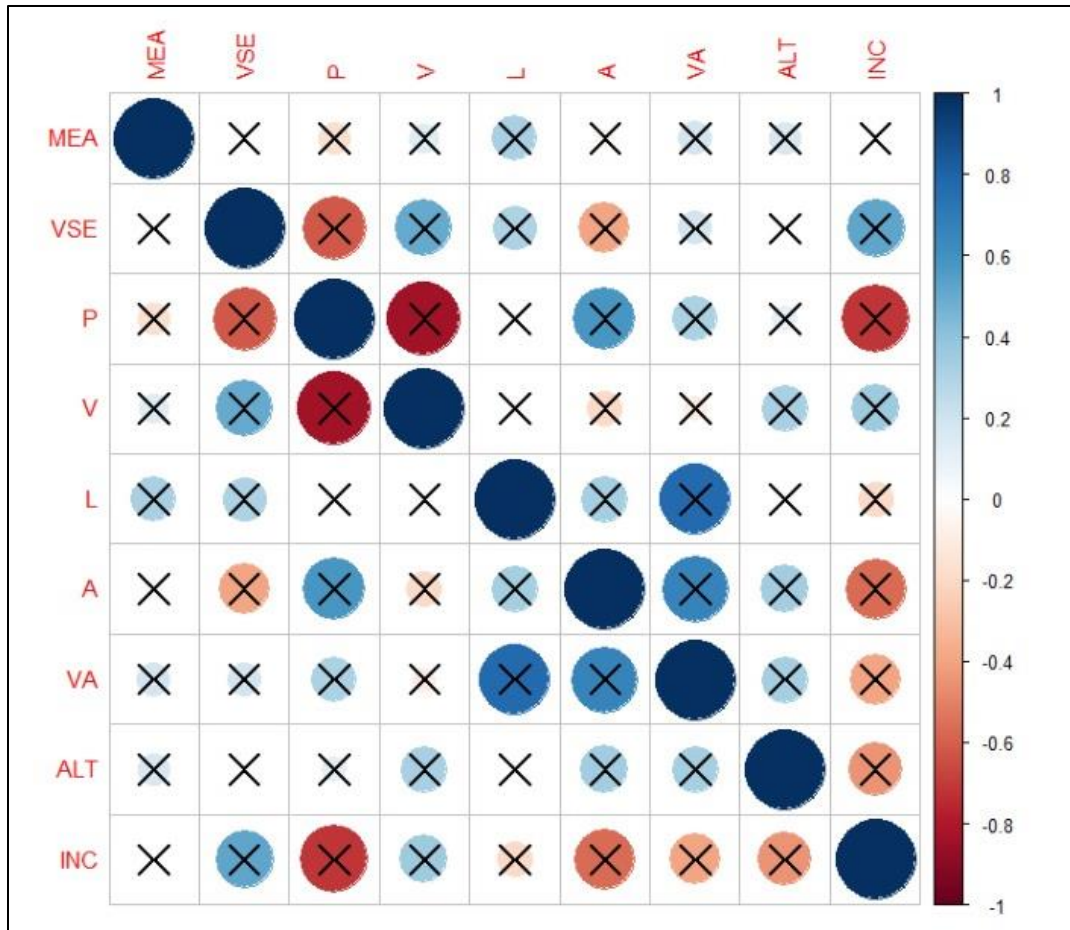 MEA VSE P V L A VA ALT INC
MEA
VSE
P
V
L
A
VA
ALT
INC
1
0.8
0.6
0.4
0.2
0
-0.2
-0.4
-0.6
-0.8
-1